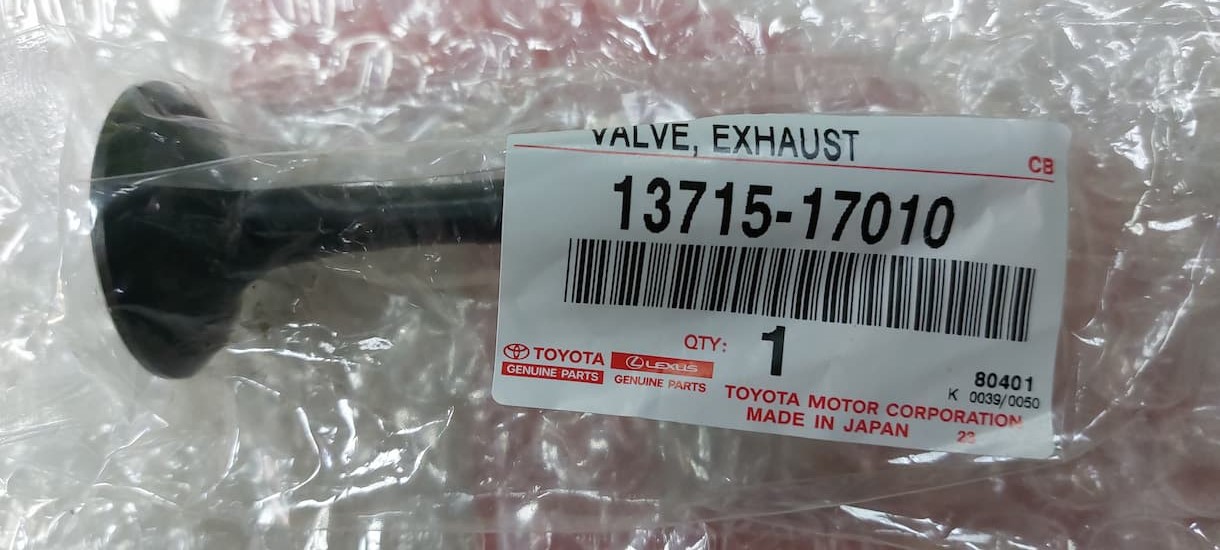 VALVE, EXHAUST
CB
13715-17010
QTY: 1
TOYOTA
GENUINE PARTS
LEXUS
GENUINE PARTS
80401
K 0039/0050
TOYOTA MOTOR CORPORATION
MADE IN JAPAN 23